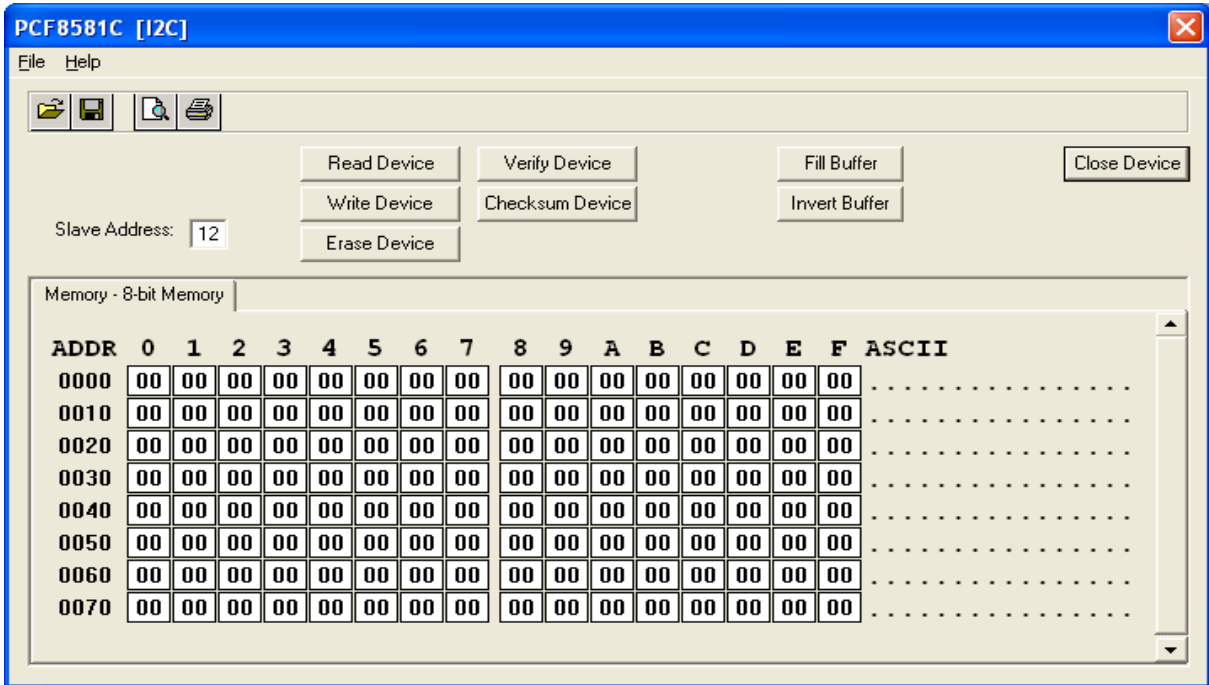 PCF8581C [I2C]
File Help
Read Device Verify Device Fill Buffer Close Device
Write Device Checksum Device Invert Buffer
Slave Address: 12
Erase Device
Memory - 8-bit Memory
ADDR 0 1 2 3 4 5 6 7 8 9 A B C D E F ASCII
0000 00 00 00 00 00 00 00 00 00 00 00 00 00 00 00 00 ................
0010 00 00 00 00 00 00 00 00 00 00 00 00 00 00 00 00 ................
0020 00 00 00 00 00 00 00 00 00 00 00 00 00 00 00 00 ................
0030 00 00 00 00 00 00 00 00 00 00 00 00 00 00 00 00 ................
0040 00 00 00 00 00 00 00 00 00 00 00 00 00 00 00 00 ................
0050 00 00 00 00 00 00 00 00 00 00 00 00 00 00 00 00 ................
0060 00 00 00 00 00 00 00 00 00 00 00 00 00 00 00 00 ................
0070 00 00 00 00 00 00 00 00 00 00 00 00 00 00 00 00 ................